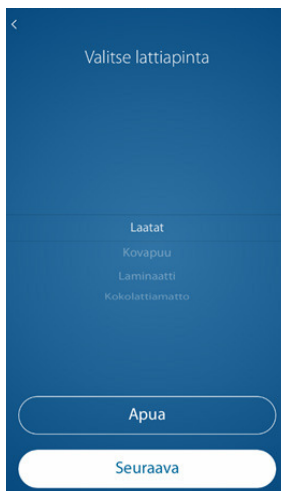 Valitse lattiapinta
Laatat
Kovapuu
Laminaatti
Kokolattiamatto
Apua
Seuraava